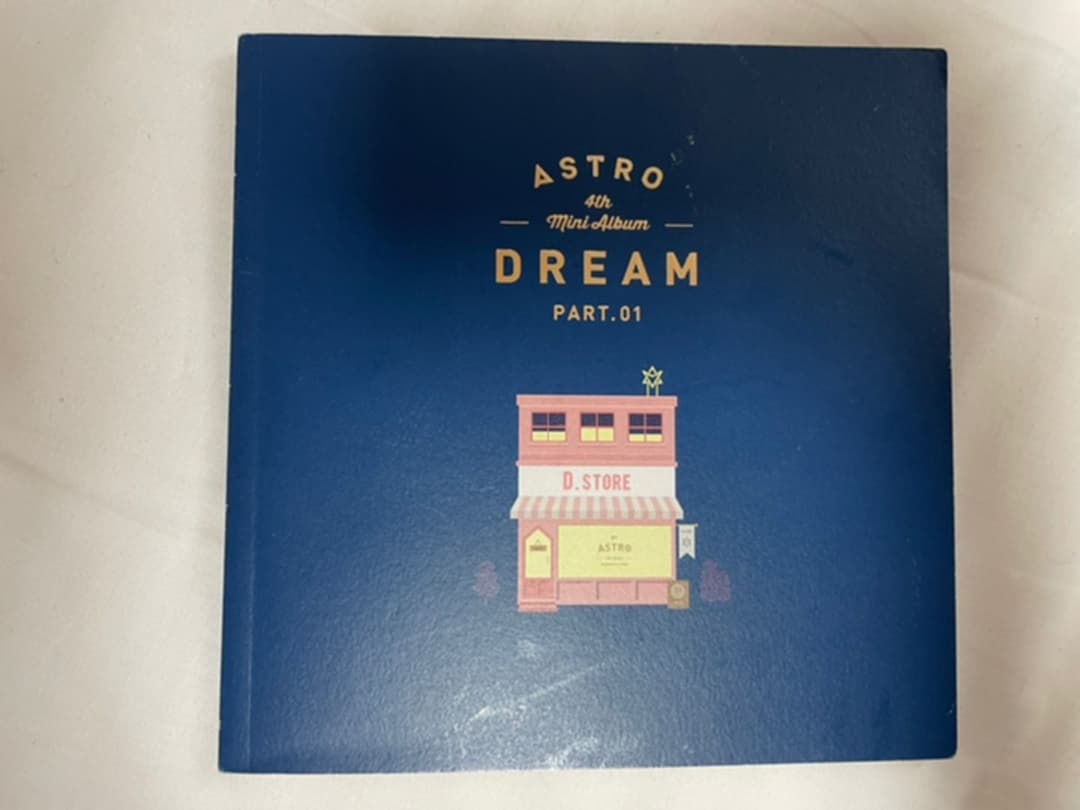 ASTRO
4th
Mini Album
DREAM
PART.01
D.STORE
ASTRO